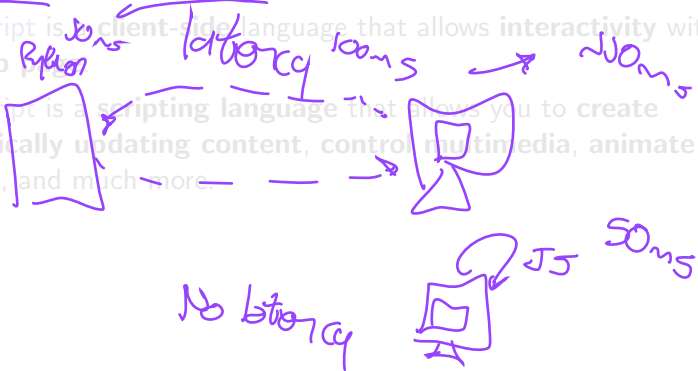 ript is a client-side language that allows interactivity wit
10ms
Python
latency
100ms
110ms
b page
ript is a scripting language that allows you to create
ically updating content, control multimedia, animate
, and much more.
JS
50ms
No latency